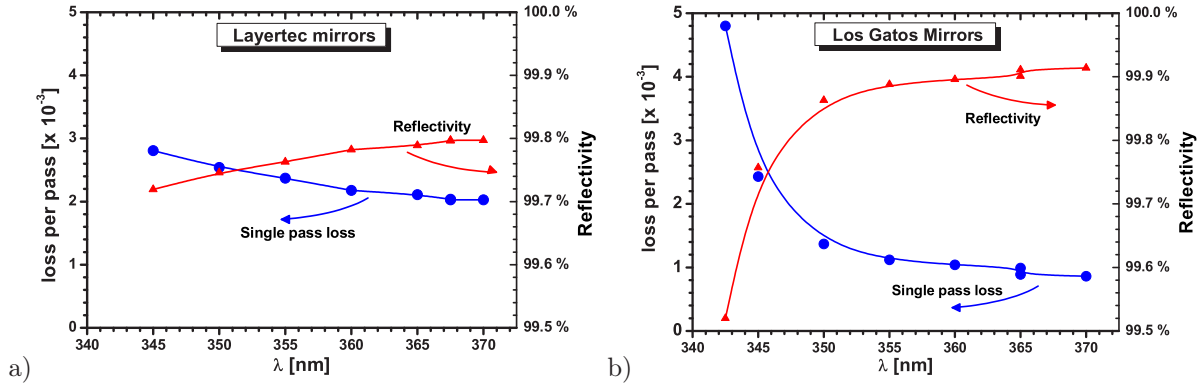 Layertec mirrors
5
4
3
2
1
0
loss per pass [x 10⁻³]
100.0 %
99.9 %
99.8 %
99.7 %
99.6 %
99.5 %
Reflectivity
Reflectivity
Single pass loss
340 345 350 355 360 365 370
λ [nm]
a)
Los Gatos Mirrors
5
4
3
2
1
0
loss per pass [x 10⁻³]
100.0 %
99.9 %
99.8 %
99.7 %
99.6 %
99.5 %
Reflectivity
Reflectivity
Single pass loss
340 345 350 355 360 365 370
λ [nm]
b)